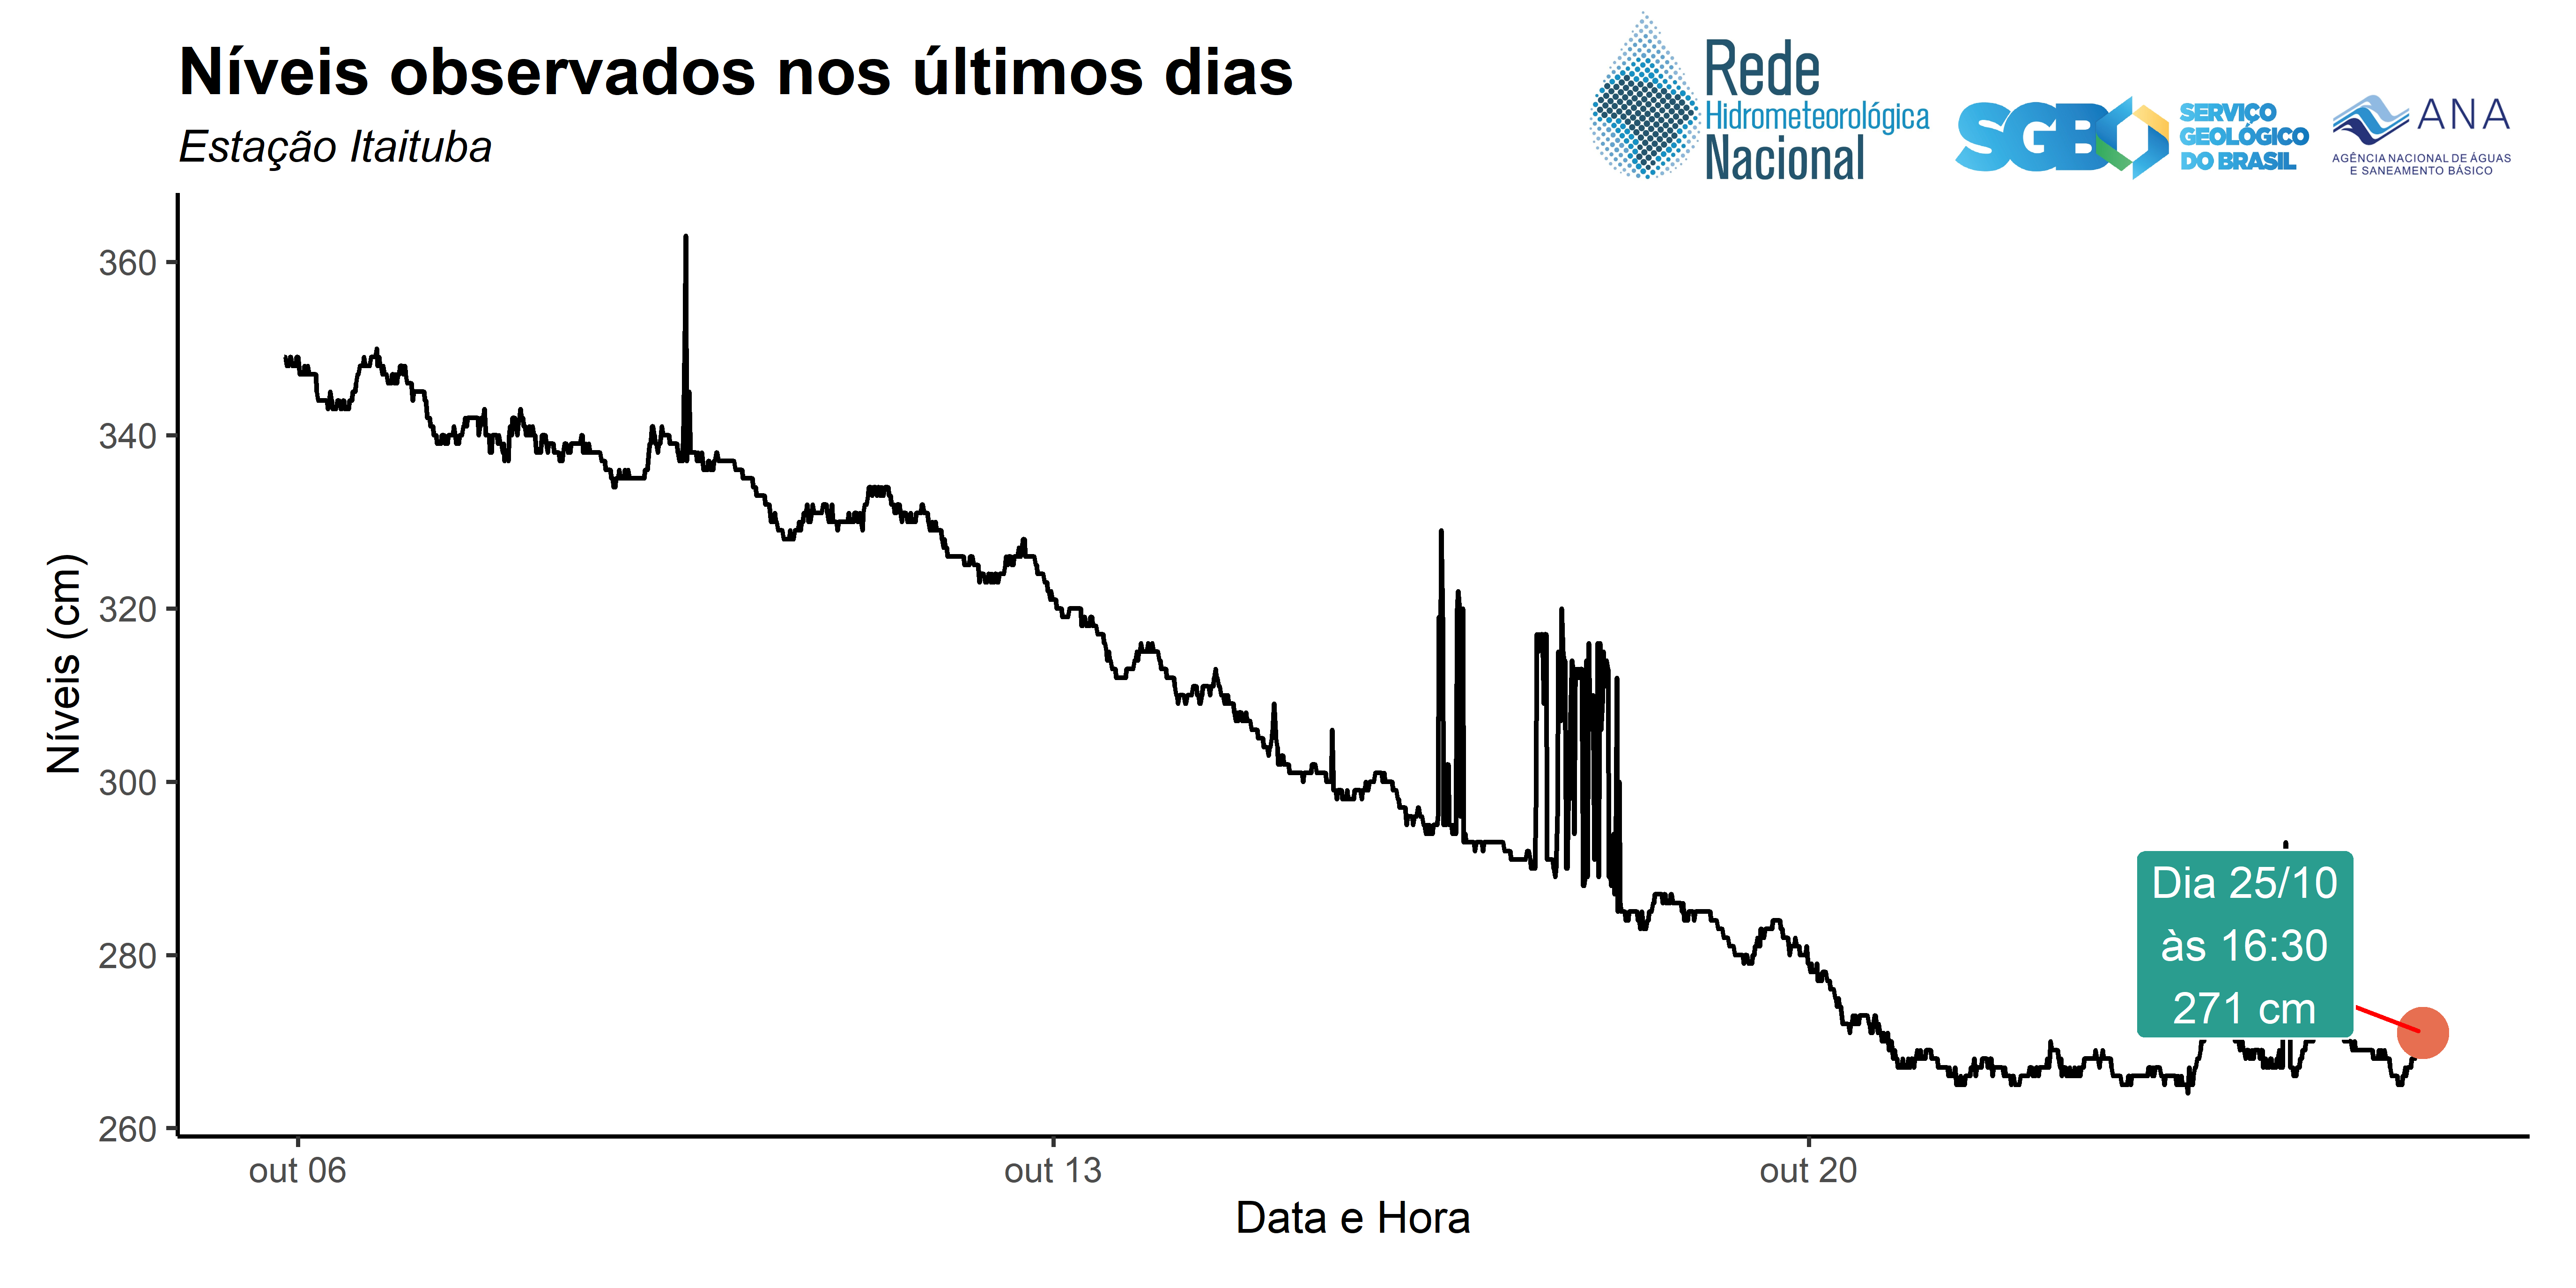 Níveis observados nos últimos dias
Estação Itaituba
Rede
Hidrometeorológica
Nacional
SGB
SERVIÇO
GEOLÓGICO
DO BRASIL
ANA
AGÊNCIA NACIONAL DE ÁGUAS
E SANEAMENTO BÁSICO
Níveis (cm)
360
340
320
300
280
260
Dia 25/10
às 16:30
271 cm
out 06
out 13
out 20
Data e Hora